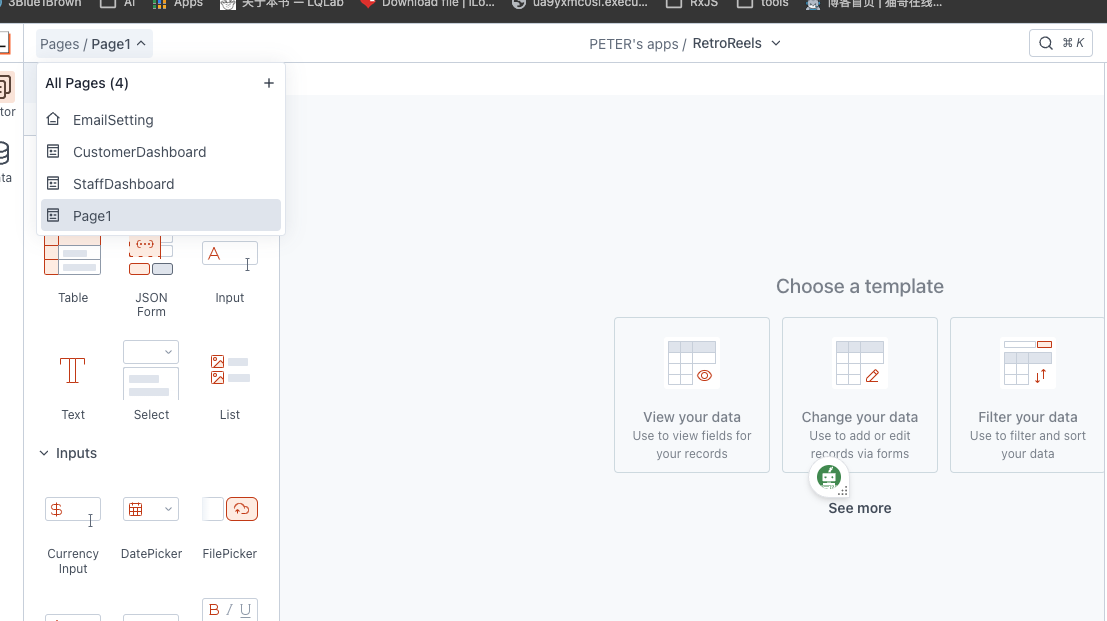 3Blue1Brown AI Apps 关于本书 — LQLab Download file | iLo... ua9yxmc0sl.execu... RxJS tools 博客首页 | 猫哥在线...
Pages / Page1
PETER's apps / RetroReels
⌘ K
All Pages (4) +
EmailSetting
CustomerDashboard
StaffDashboard
Page1
tor
ta
Table
JSON
Form
Input
A
Text
Select
List
Inputs
$
Currency
Input
DatePicker
FilePicker
B / U
Choose a template
View your data
Use to view fields for
your records
Change your data
Use to add or edit
records via forms
Filter your data
Use to filter and sort
your data
See more